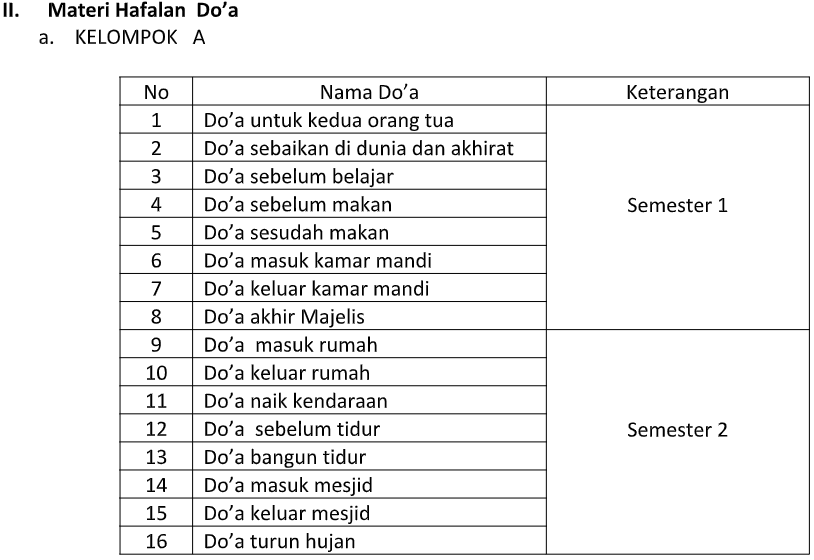 II. Materi Hafalan Do’a
a. KELOMPOK A
No Nama Do’a Keterangan
1 Do’a untuk kedua orang tua
2 Do’a sebaikan di dunia dan akhirat
3 Do’a sebelum belajar
4 Do’a sebelum makan Semester 1
5 Do’a sesudah makan
6 Do’a masuk kamar mandi
7 Do’a keluar kamar mandi
8 Do’a akhir Majelis
9 Do’a masuk rumah
10 Do’a keluar rumah
11 Do’a naik kendaraan
12 Do’a sebelum tidur Semester 2
13 Do’a bangun tidur
14 Do’a masuk mesjid
15 Do’a keluar mesjid
16 Do’a turun hujan